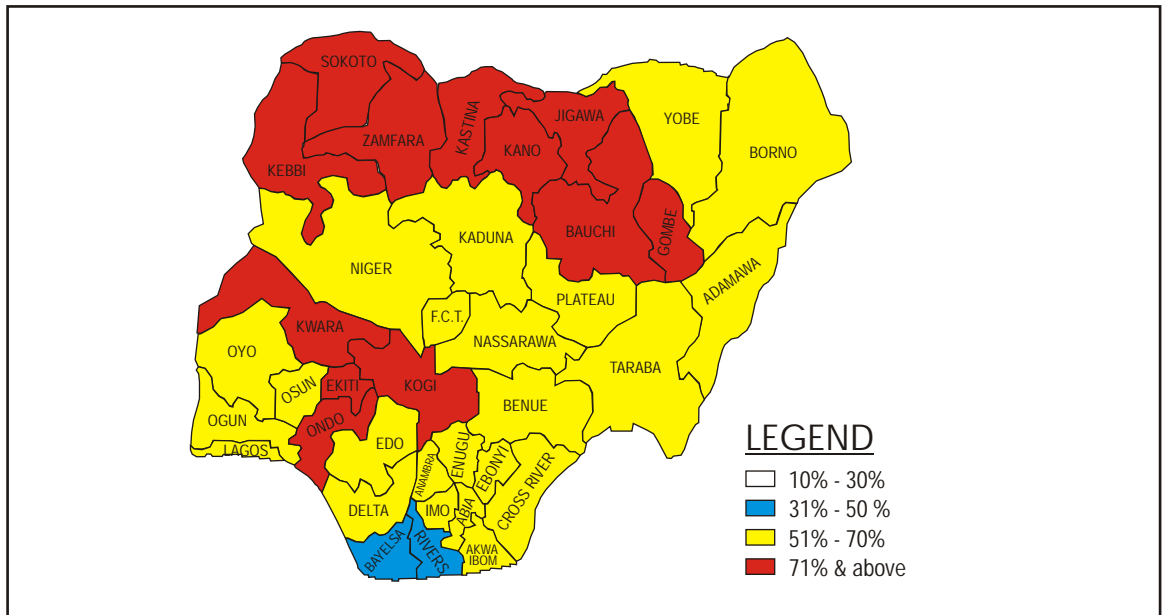 SOKOTO
ZAMFARA
KEBBI
KASTINA
KANO
JIGAWA
YOBE
BORNO
BAUCHI
GOMBE
ADAMAWA
KADUNA
NIGER
PLATEAU
F.C.T.
NASSARAWA
TARABA
KWARA
OYO
OSUN
EKITI
KOGI
BENUE
OGUN
ONDO
LAGOS
EDO
ENUGU
EBONYI
ANAMBRA
CROSS RIVER
DELTA
IMO
ABIA
BAYELSA
RIVERS
AKWA
IBOM
LEGEND
10% - 30%
31% - 50 %
51% - 70%
71% & above